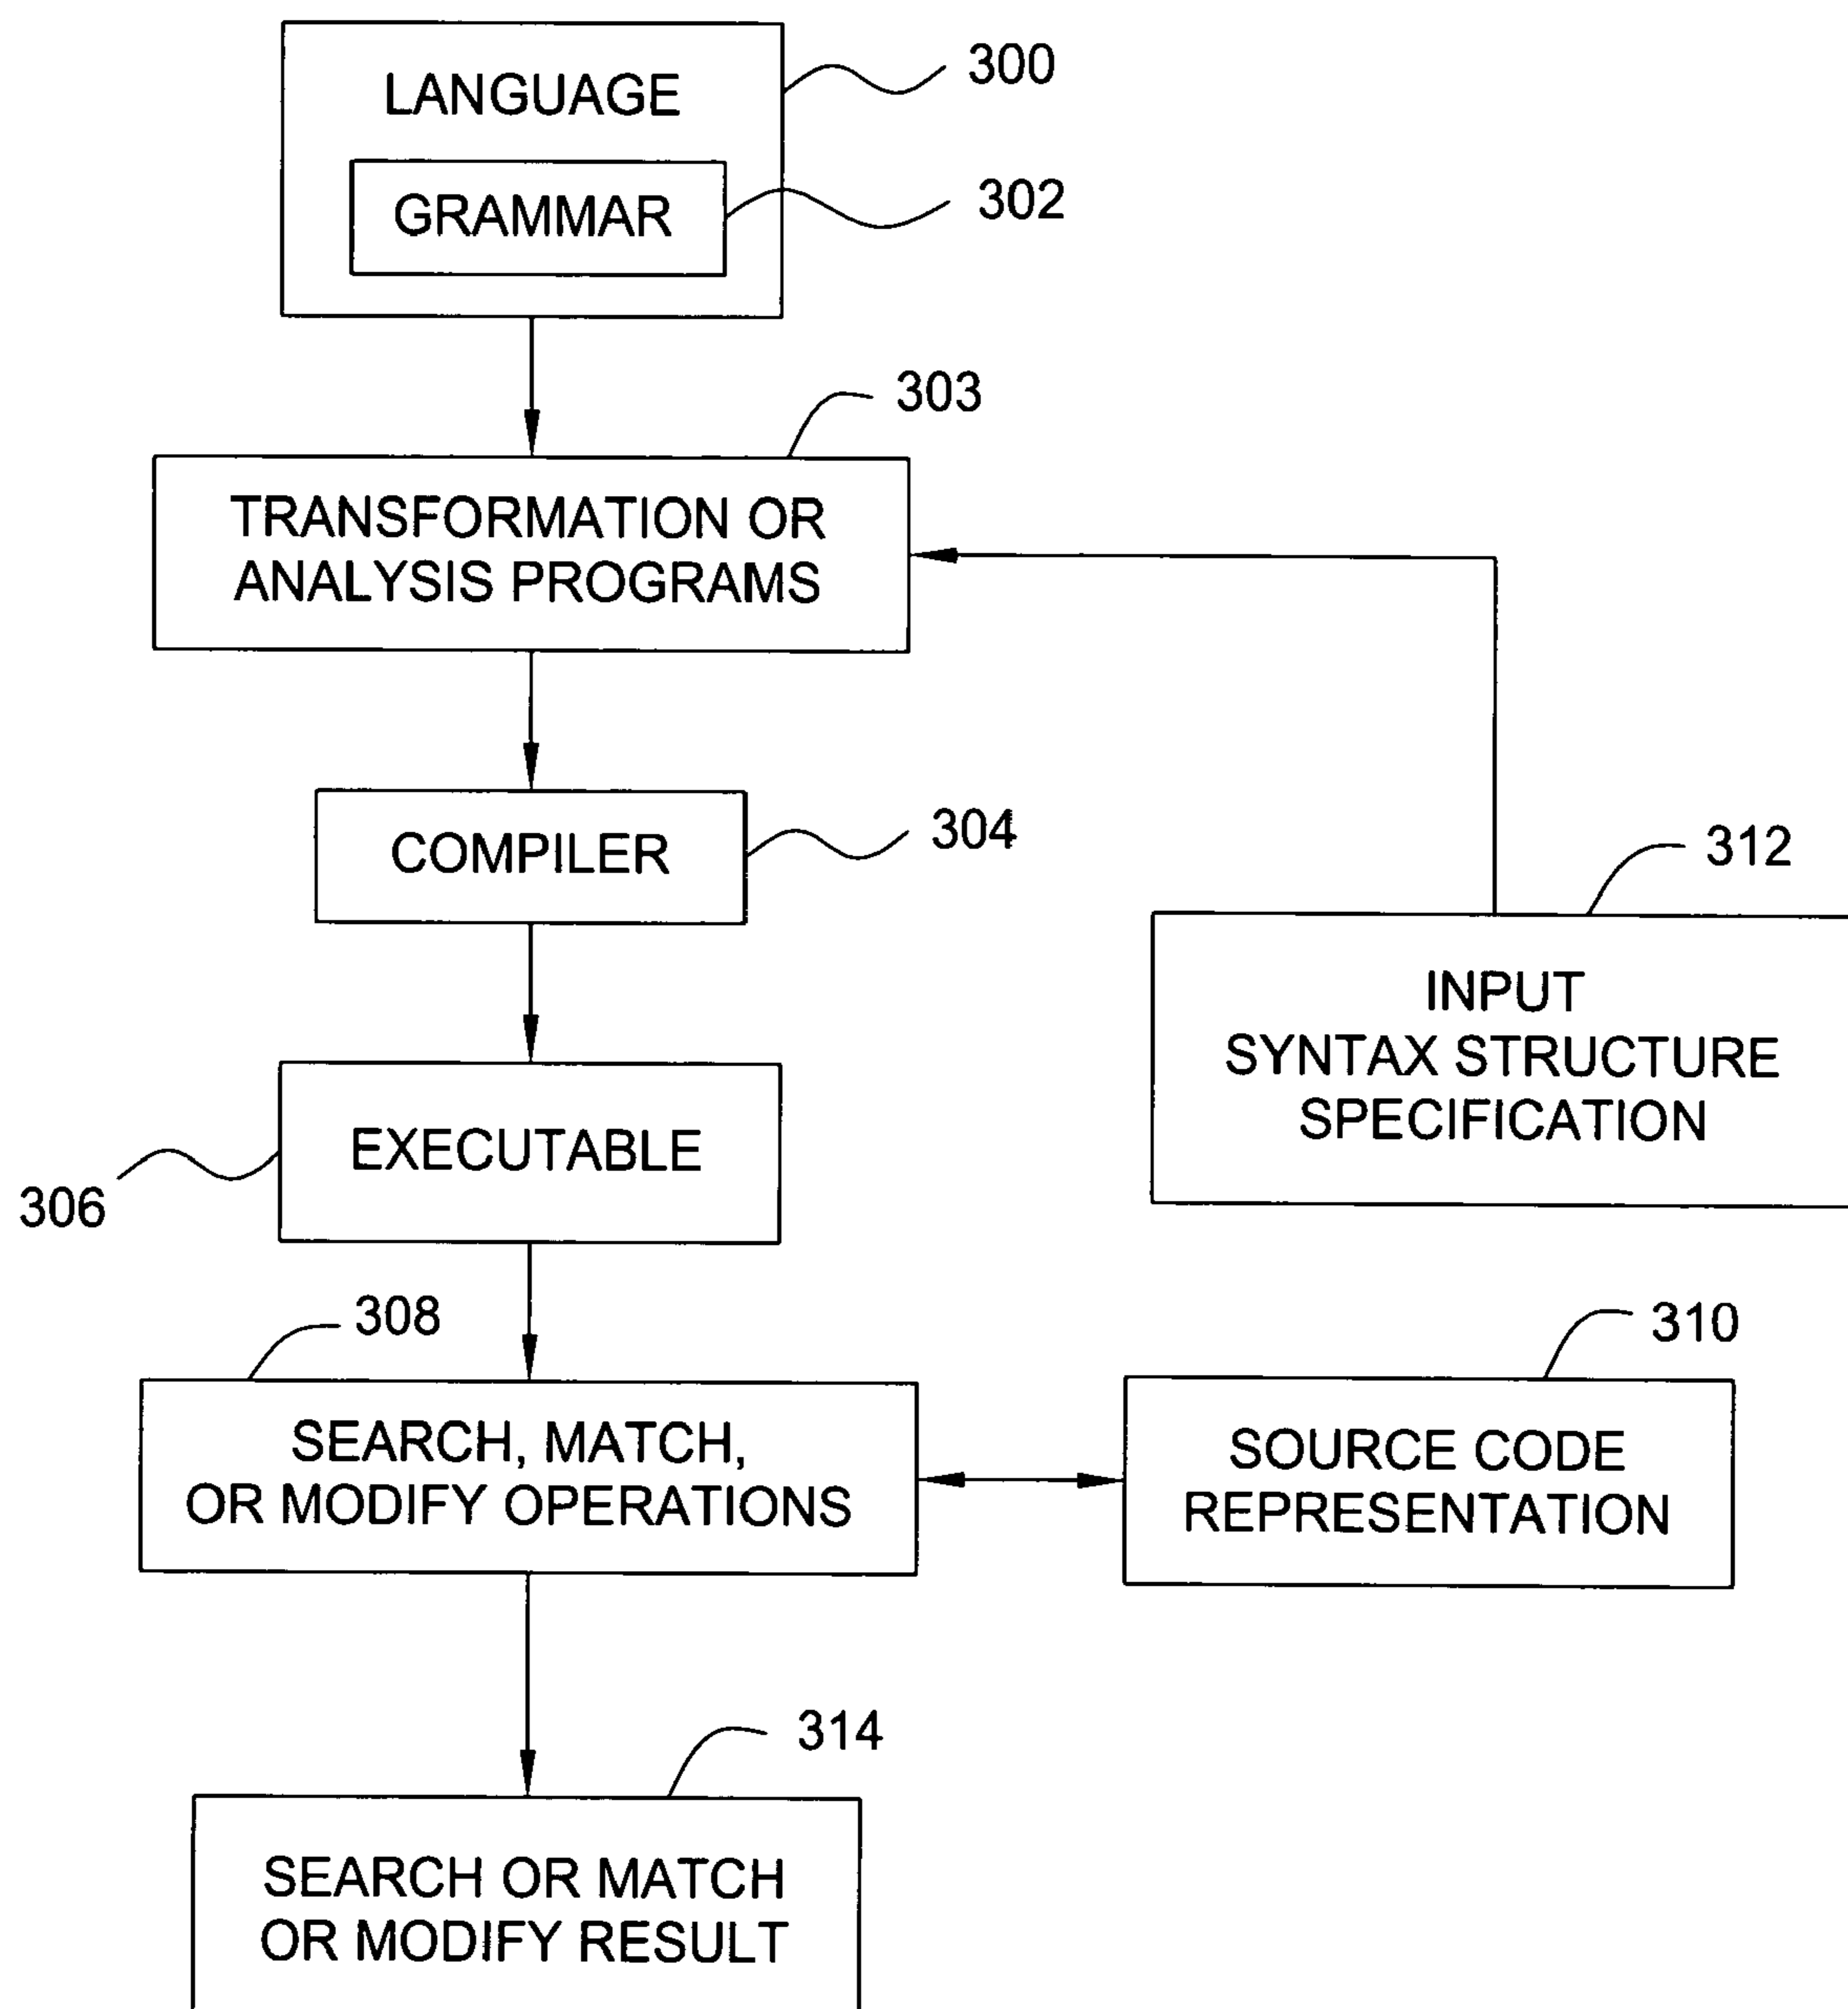 LANGUAGE
300
GRAMMAR
302
303
TRANSFORMATION OR
ANALYSIS PROGRAMS
COMPILER
304
312
INPUT
SYNTAX STRUCTURE
SPECIFICATION
EXECUTABLE
306
308
310
SEARCH, MATCH,
OR MODIFY OPERATIONS
SOURCE CODE
REPRESENTATION
314
SEARCH OR MATCH
OR MODIFY RESULT